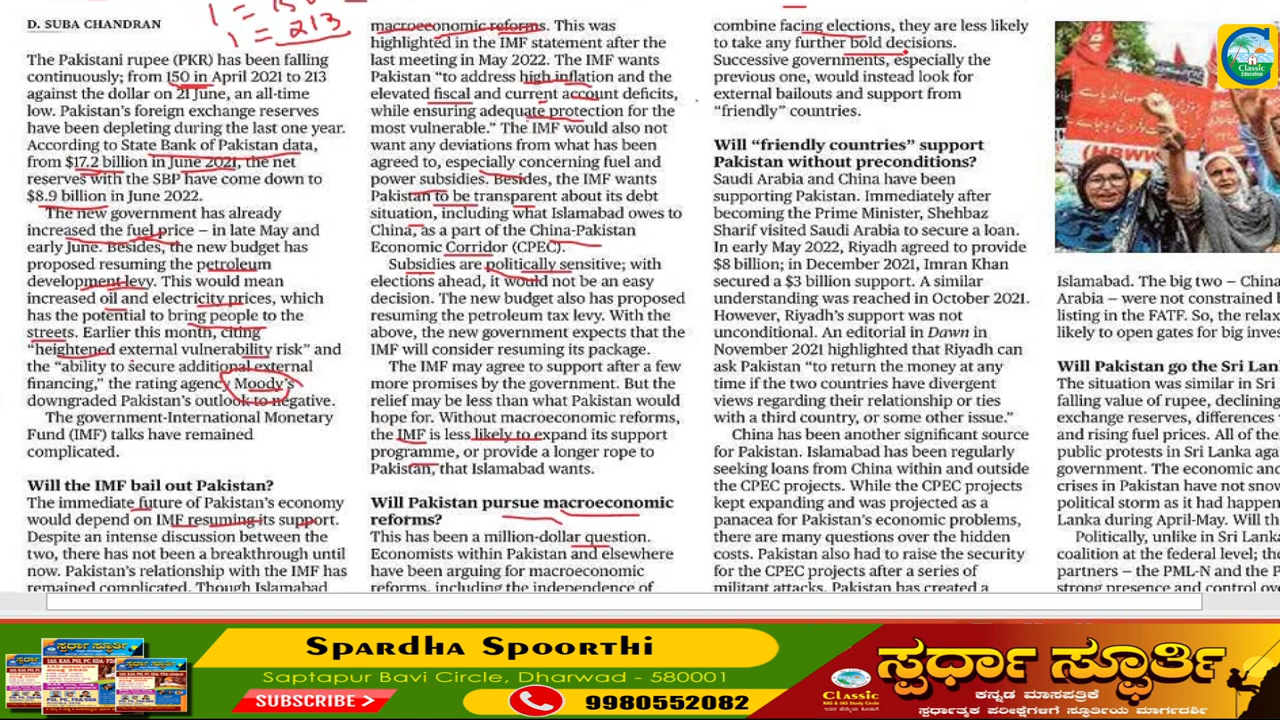 1 =
1 = 213
D. SUBA CHANDRAN
The Pakistani rupee (PKR) has been falling
continuously; from 150 in April 2021 to 213
against the dollar on 21 June, an all-time
low. Pakistan's foreign exchange reserves
have been depleting during the last one year.
According to State Bank of Pakistan data,
from $17.2 billion in June 2021, the net
reserves with the SBP have come down to
$8.9 billion in June 2022.
The new government has already
increased the fuel price – in late May and
early June. Besides, the new budget has
proposed resuming the petroleum
development levy. This would mean
increased oil and electricity prices, which
has the potential to bring people to the
streets. Earlier this month, citing
“heightened external vulnerability risk” and
the “ability to secure additional external
financing,” the rating agency Moody's
downgraded Pakistan's outlook to negative.
The government-International Monetary
Fund (IMF) talks have remained
complicated.
Will the IMF bail out Pakistan?
The immediate future of Pakistan's economy
would depend on IMF resuming its support.
Despite an intense discussion between the
two, there has not been a breakthrough until
now. Pakistan's relationship with the IMF has
remained complicated. Though Islamabad
macroeconomic reforms. This was
highlighted in the IMF statement after the
last meeting in May 2022. The IMF wants
Pakistan “to address high inflation and the
elevated fiscal and current account deficits,
while ensuring adequate protection for the
most vulnerable.” The IMF would also not
want any deviations from what has been
agreed to, especially concerning fuel and
power subsidies. Besides, the IMF wants
Pakistan to be transparent about its debt
situation, including what Islamabad owes to
China, as a part of the China-Pakistan
Economic Corridor (CPEC).
Subsidies are politically sensitive; with
elections ahead, it would not be an easy
decision. The new budget also has proposed
resuming the petroleum tax levy. With the
above, the new government expects that the
IMF will consider resuming its package.
The IMF may agree to support after a few
more promises by the government. But the
relief may be less than what Pakistan would
hope for. Without macroeconomic reforms,
the IMF is less likely to expand its support
programme, or provide a longer rope to
Pakistan, that Islamabad wants.
Will Pakistan pursue macroeconomic
reforms?
This has been a million-dollar question.
Economists within Pakistan and elsewhere
have been arguing for macroeconomic
reforms, including the independence of
combine facing elections, they are less likely
to take any further bold decisions.
Successive governments, especially the
previous one, would instead look for
external bailouts and support from
“friendly” countries.
Will “friendly countries” support
Pakistan without preconditions?
Saudi Arabia and China have been
supporting Pakistan. Immediately after
becoming the Prime Minister, Shehbaz
Sharif visited Saudi Arabia to secure a loan.
In early May 2022, Riyadh agreed to provide
$8 billion; in December 2021, Imran Khan
secured a $3 billion support. A similar
understanding was reached in October 2021.
However, Riyadh's support was not
unconditional. An editorial in Dawn in
November 2021 highlighted that Riyadh can
ask Pakistan “to return the money at any
time if the two countries have divergent
views regarding their relationship or ties
with a third country, or some other issue.”
China has been another significant source
for Pakistan. Islamabad has been regularly
seeking loans from China within and outside
the CPEC projects. While the CPEC projects
kept expanding and was projected as a
panacea for Pakistan's economic problems,
there are many questions over the hidden
costs. Pakistan also had to raise the security
for the CPEC projects after a series of
militant attacks. Pakistan has created a
Classic
Education
Islamabad. The big two – China
Arabia – were not constrained
listing in the FATF. So, the relax
likely to open gates for big inves
Will Pakistan go the Sri Lan
The situation was similar in Sri
falling value of rupee, declining
exchange reserves, differences
and rising fuel prices. All of the
public protests in Sri Lanka aga
government. The economic and
crises in Pakistan have not snow
political storm as it had happen
Lanka during April-May. Will th
Politically, unlike in Sri Lanka
coalition at the federal level; the
partners – the PML-N and the P
strong presence and control ove
Spardha Spoorthi
Saptapur Bavi Circle, Dharwad - 580001
SUBSCRIBE
9980552082
ಸ್ಪರ್ಧಾ ಸ್ಫೂರ್ತಿ
Classic
ಕನ್ನಡ ಮಾಸಪತ್ರಿಕೆ
ಸ್ಪರ್ಧಾತ್ಮಕ ಪರೀಕ್ಷೆಗಳಿಗೆ ಸ್ಪೂರ್ತಿಯ ಮಾರ್ಗದರ್ಶಿ